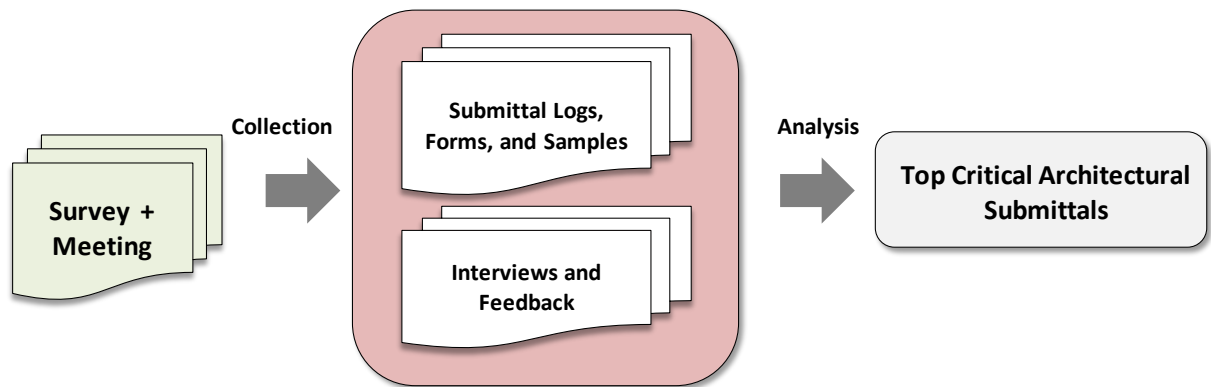 Survey +
Meeting
Collection
Submittal Logs,
Forms, and Samples
Interviews and
Feedback
Analysis
Top Critical Architectural
Submittals